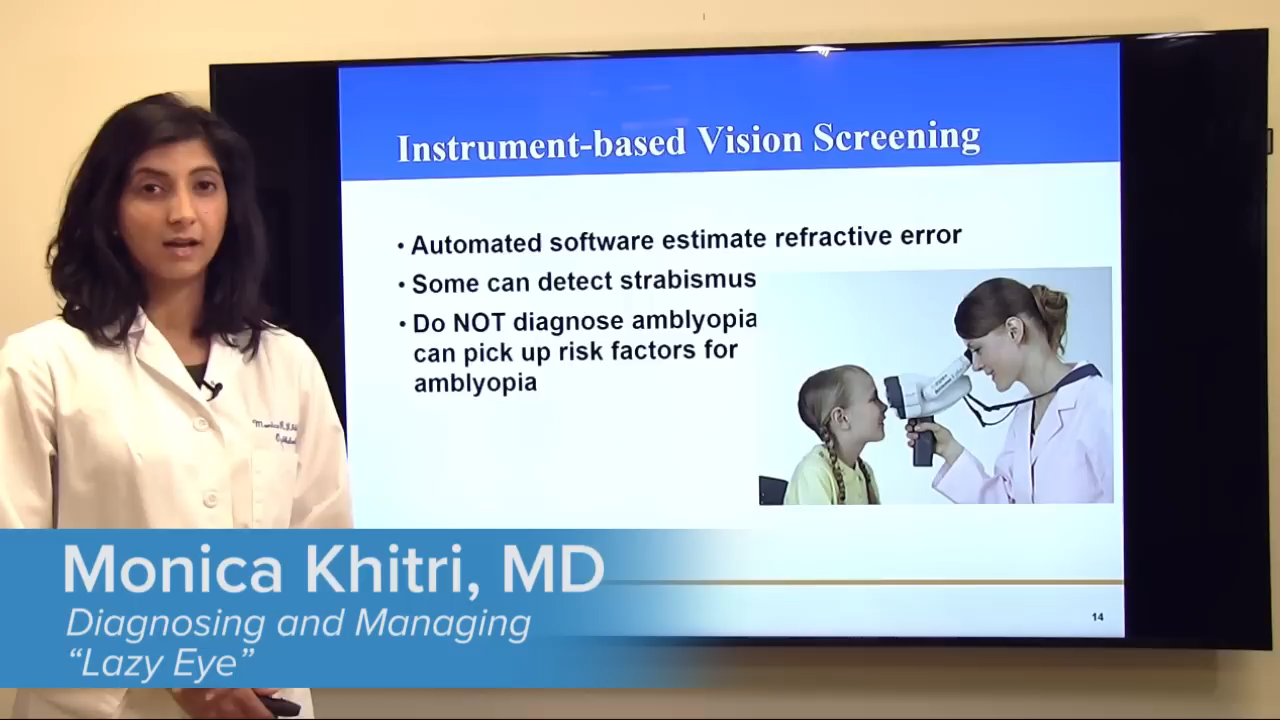 Instrument-based Vision Screening
• Automated software estimate refractive error
• Some can detect strabismus
• Do NOT diagnose amblyopia
can pick up risk factors for
amblyopia
14
Monica Khitri, MD
Diagnosing and Managing
“Lazy Eye”